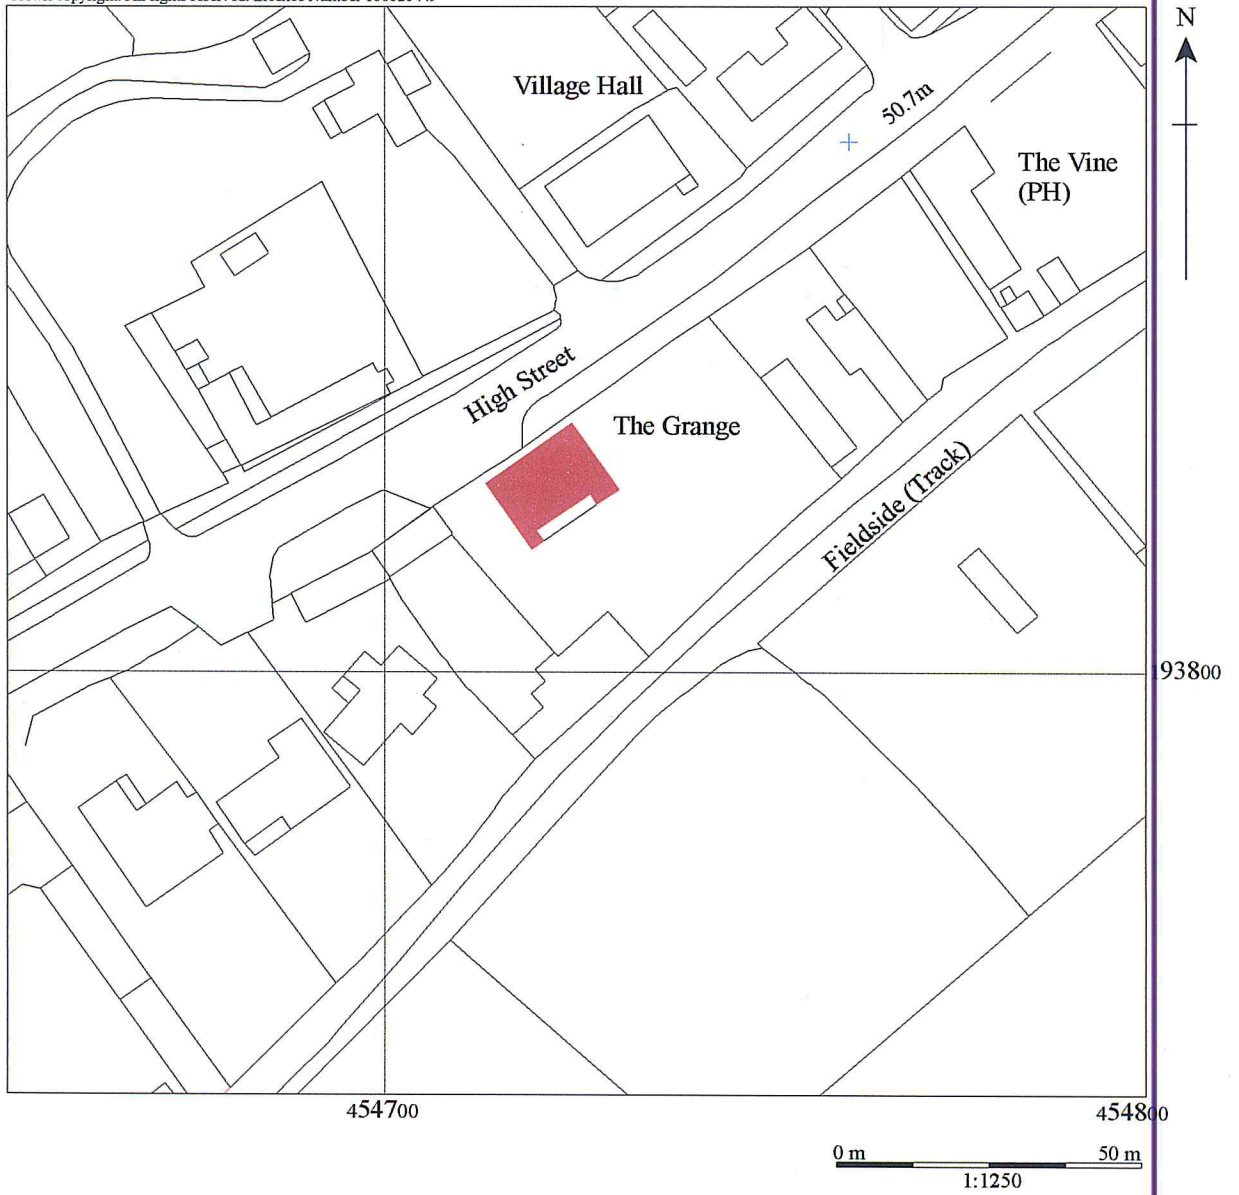 N
Village Hall
50.7m
The Vine
(PH)
High Street
The Grange
Fieldside (Track)
193800
454700
454800
0 m 50 m
1:1250